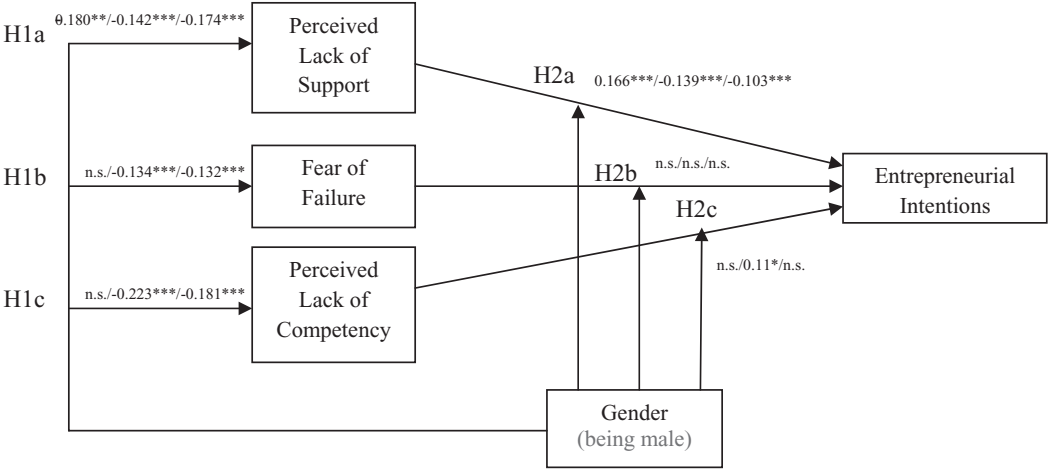 H1a
0.180**/-0.142***/-0.174***
Perceived
Lack of
Support
H2a
0.166***/-0.139***/-0.103***
H1b
n.s./-0.134***/-0.132***
Fear of
Failure
H2b
n.s./n.s./n.s.
Entrepreneurial
Intentions
H2c
n.s./0.11*/n.s.
H1c
n.s./-0.223***/-0.181***
Perceived
Lack of
Competency
Gender
(being male)